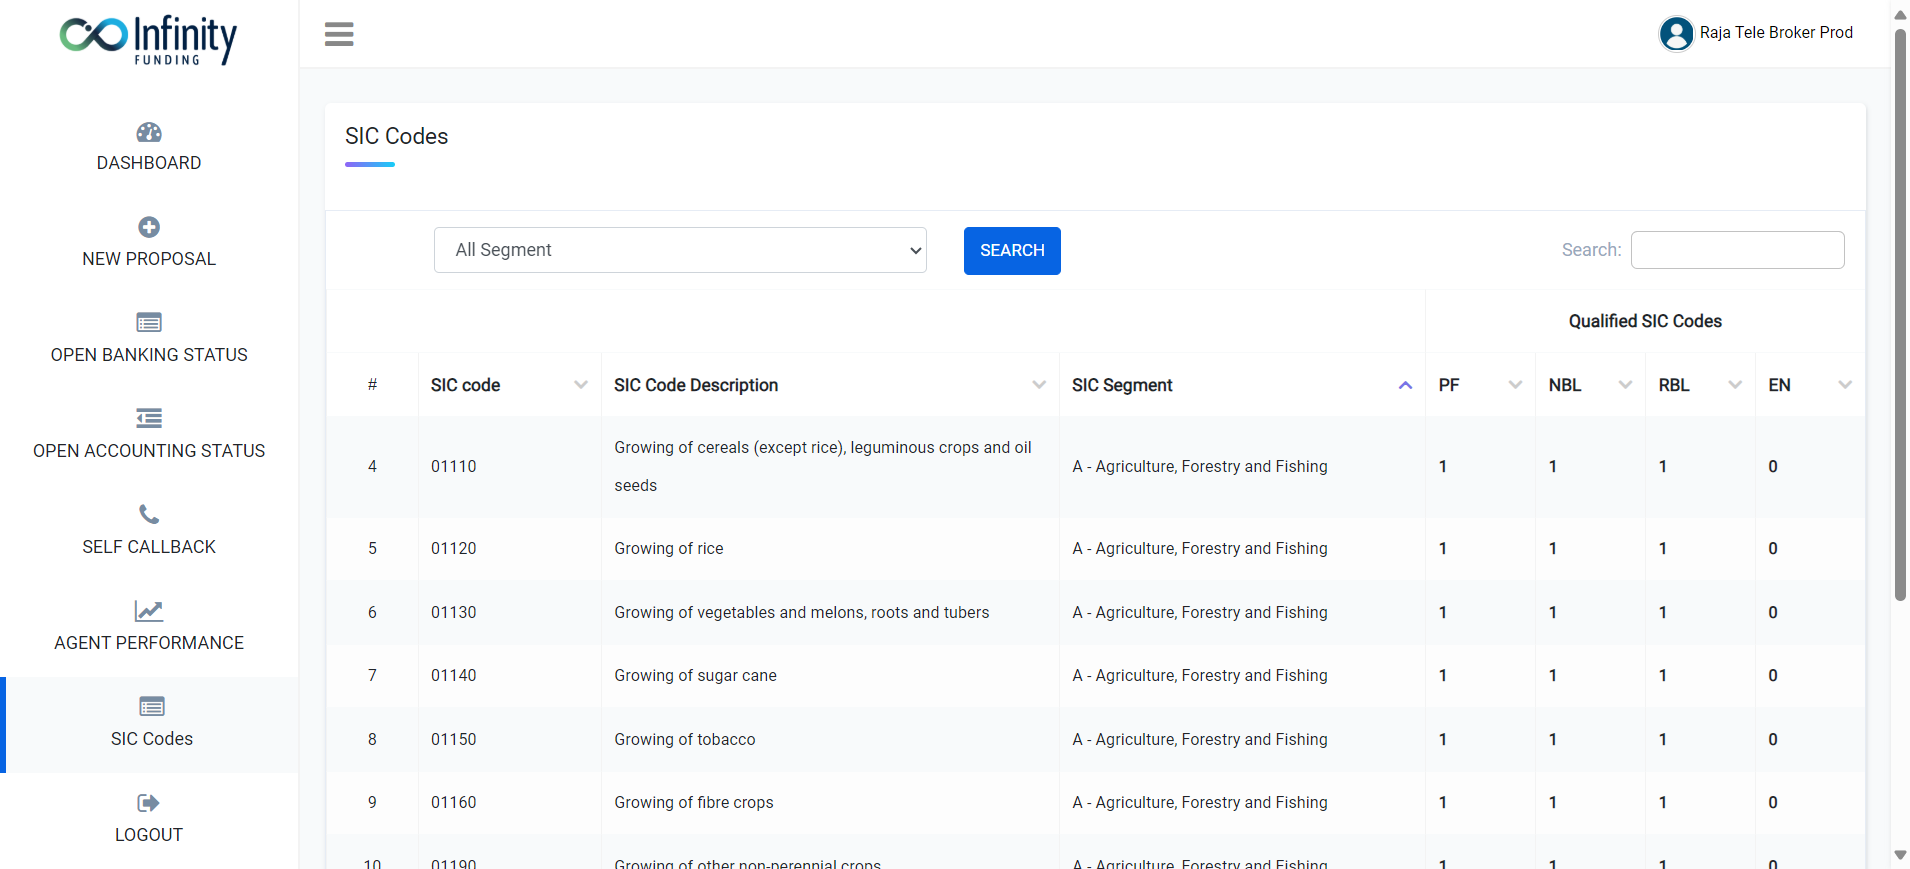 Infinity
FUNDING
Raja Tele Broker Prod
DASHBOARD
NEW PROPOSAL
OPEN BANKING STATUS
OPEN ACCOUNTING STATUS
SELF CALLBACK
AGENT PERFORMANCE
SIC Codes
LOGOUT
SIC Codes
All Segment
SEARCH
Search:
Qualified SIC Codes
# SIC code SIC Code Description SIC Segment PF NBL RBL EN
4 01110 Growing of cereals (except rice), leguminous crops and oil seeds A - Agriculture, Forestry and Fishing 1 1 1 0
5 01120 Growing of rice A - Agriculture, Forestry and Fishing 1 1 1 0
6 01130 Growing of vegetables and melons, roots and tubers A - Agriculture, Forestry and Fishing 1 1 1 0
7 01140 Growing of sugar cane A - Agriculture, Forestry and Fishing 1 1 1 0
8 01150 Growing of tobacco A - Agriculture, Forestry and Fishing 1 1 1 0
9 01160 Growing of fibre crops A - Agriculture, Forestry and Fishing 1 1 1 0
10 01190 Growing of other non-perennial crops A - Agriculture, Forestry and Fishing 1 1 1 0